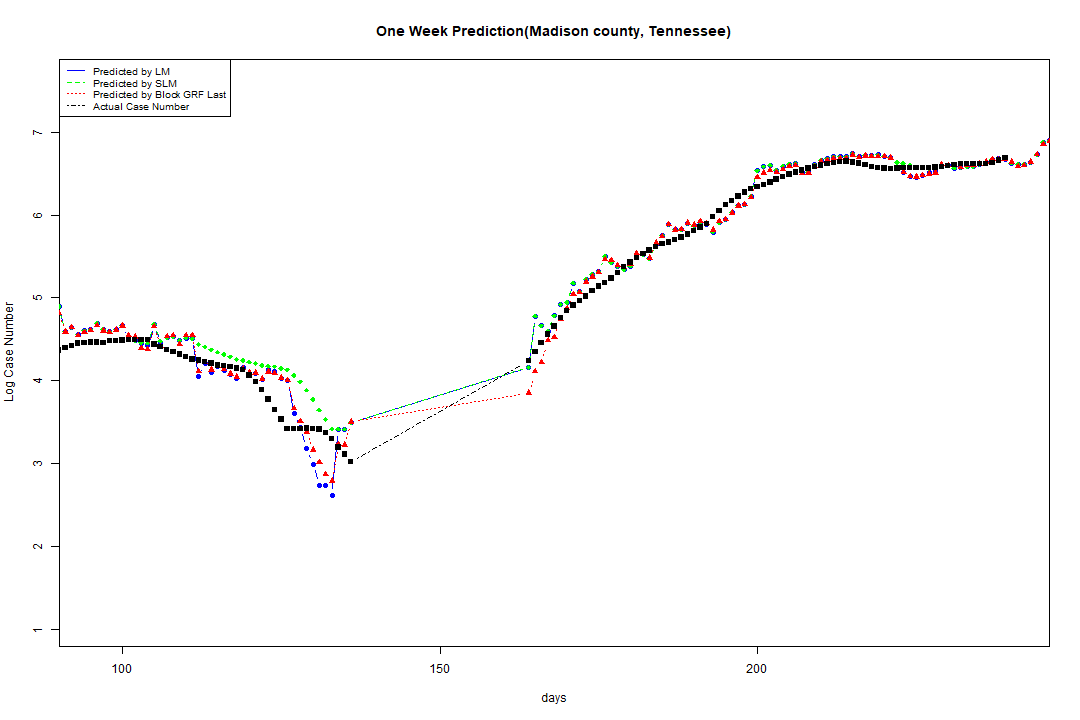 One Week Prediction(Madison county, Tennessee)
Predicted by LM
Predicted by SLM
Predicted by Block GRF Last
Actual Case Number
7
6
5
4
3
2
1
Log Case Number
100 150 200
days